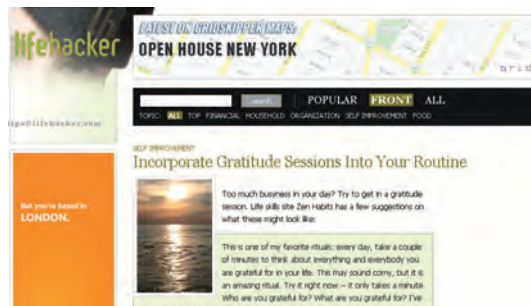 lifehacker
LATEST ON GRIDSKIPPER MAPS:
OPEN HOUSE NEW YORK
grid
POPULAR FRONT ALL
TOPIC: ALL TOP FINANCIAL HOUSEHOLD ORGANIZATION SELF IMPROVEMENT FOOD
tips@lifehacker.com
SELF IMPROVEMENT
Incorporate Gratitude Sessions Into Your Routine
But you're based in
LONDON.
Too much busyness in your day? Try to get in a gratitude
session. Life skills site Zen Habits has a few suggestions on
what these might look like:
This is one of my favorite rituals: every day, take a couple
of minutes to think about everything and everybody you
are grateful for in your life. This may sound corny, but it is
an amazing ritual. Try it right now -- it only takes a minute
Who are you grateful for? What are you grateful for? I've